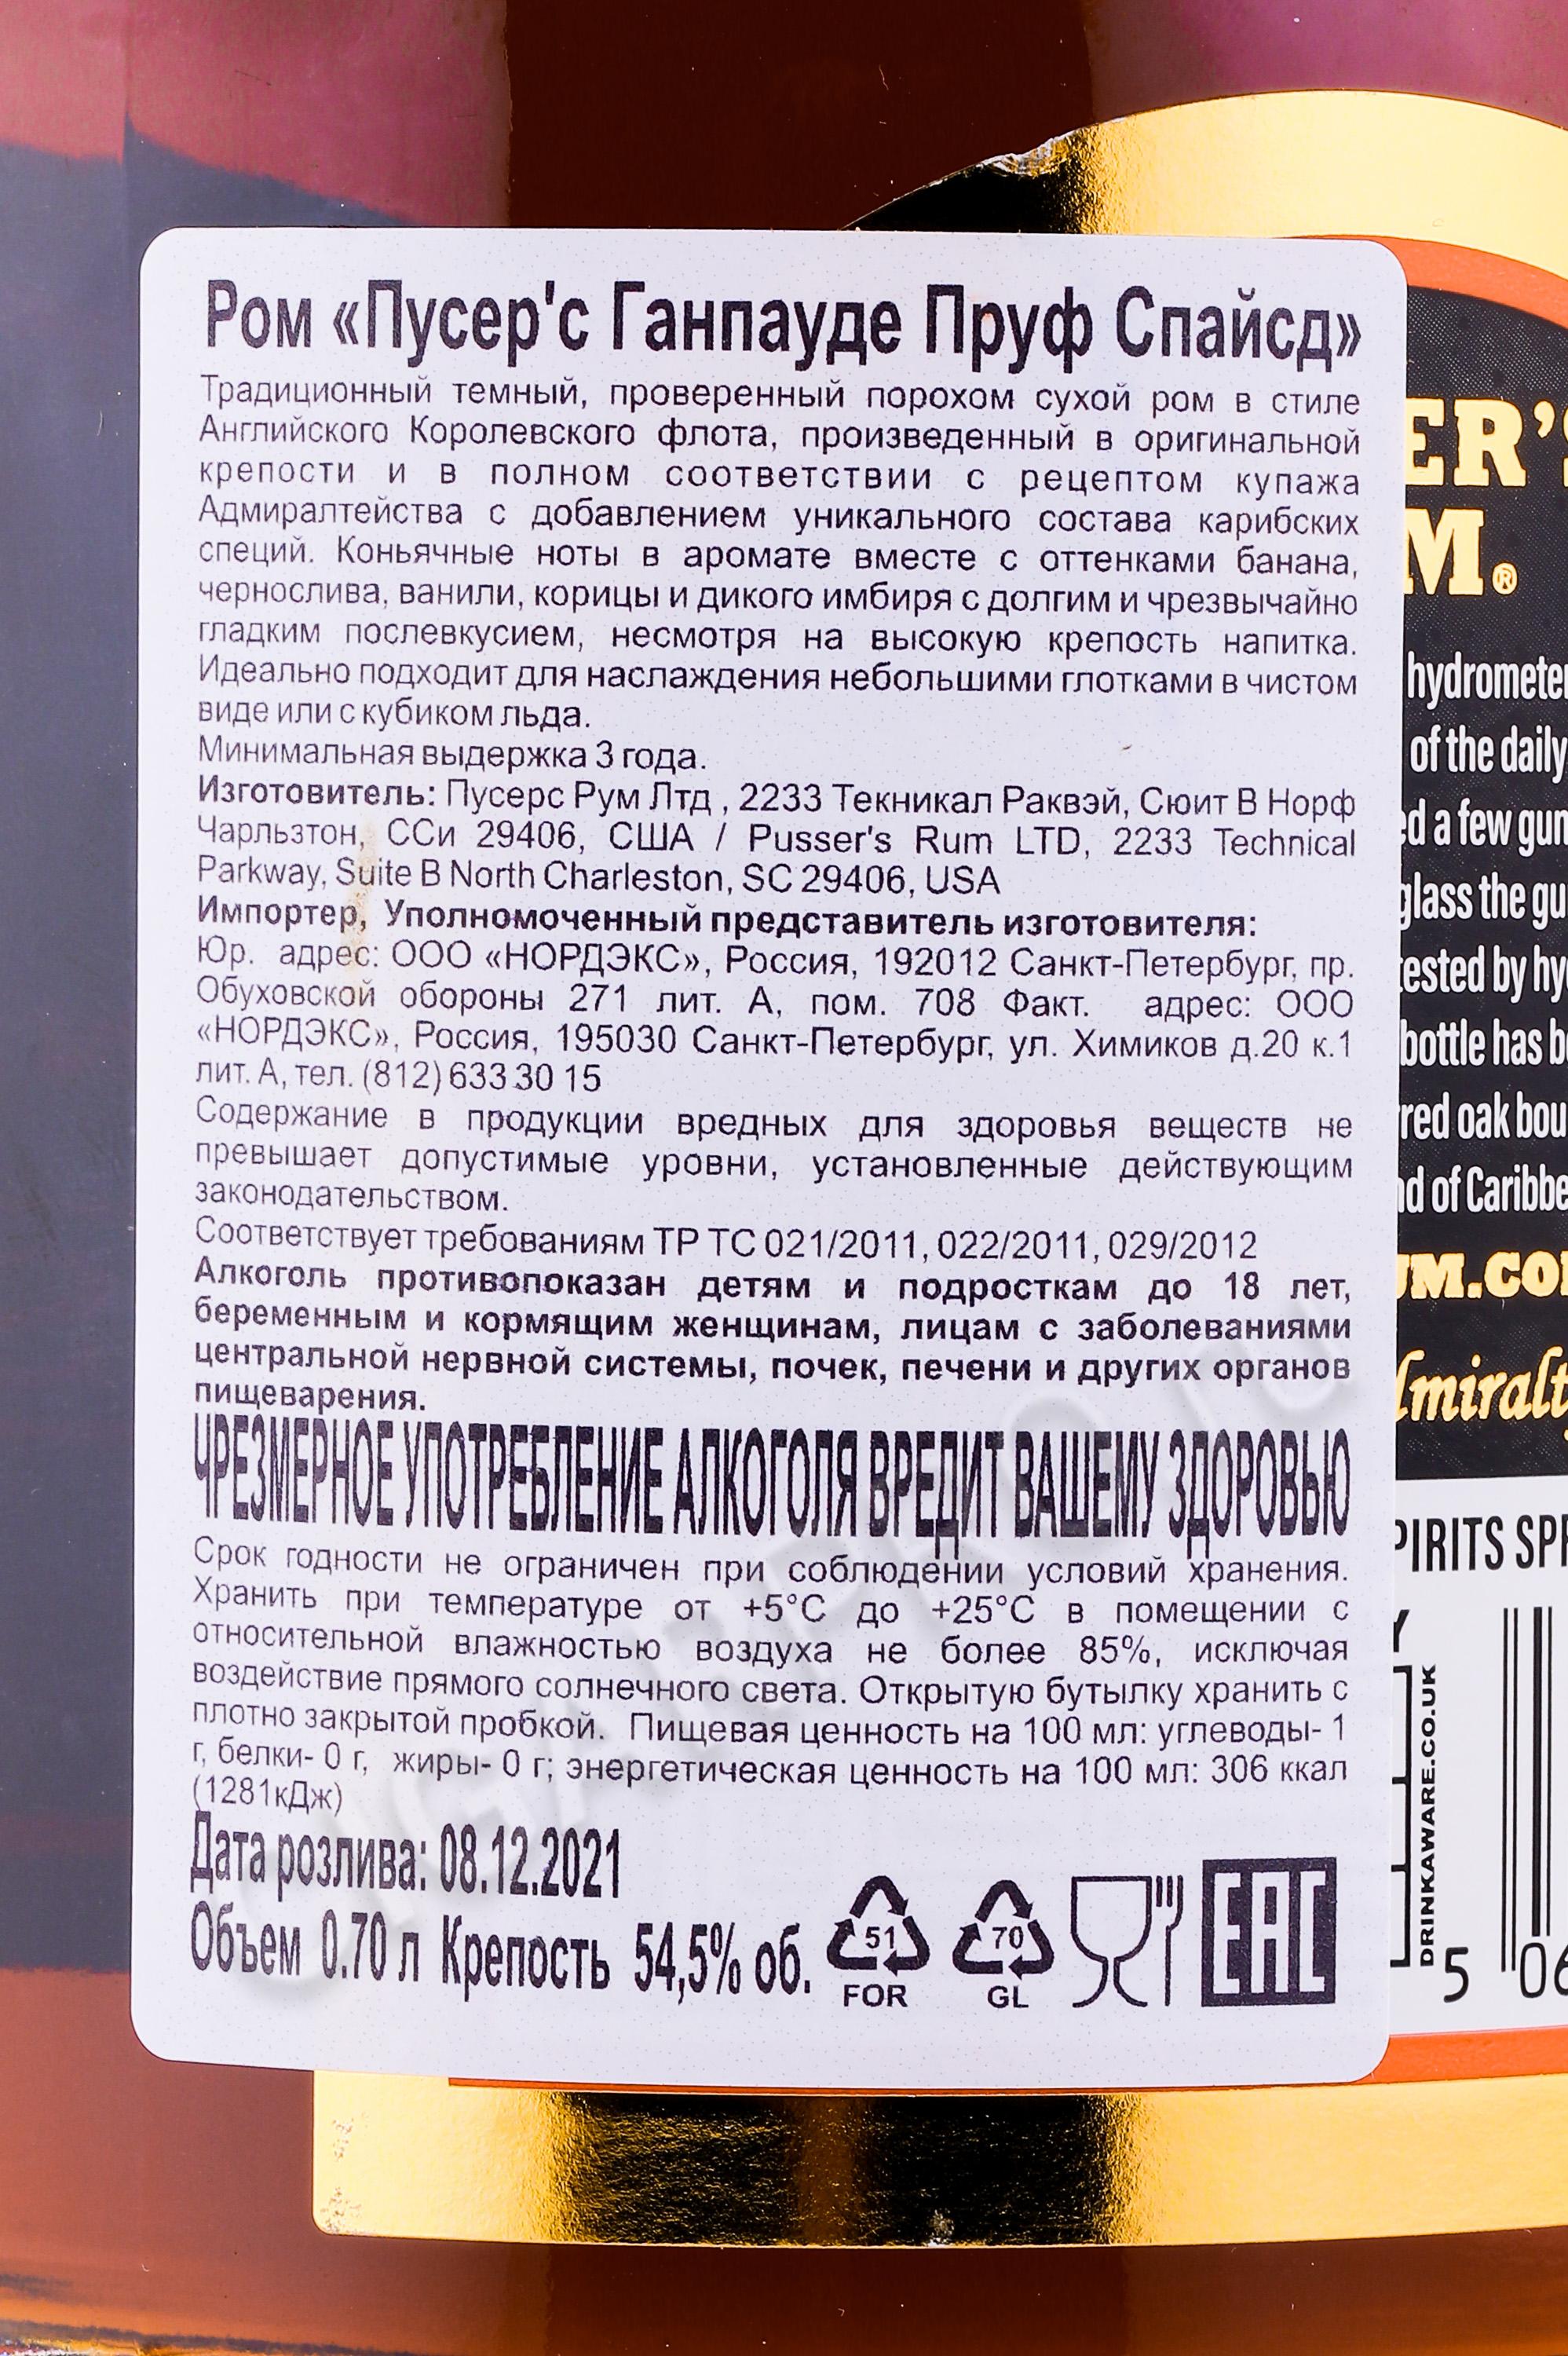 Ром «Пусер'с Ганпауде Пруф Спайсд»
Традиционный темный, проверенный порохом сухой ром в стиле
Английского Королевского флота, произведенный в оригинальной
крепости и в полном соответствии с рецептом купажа
Адмиралтейства с добавлением уникального состава карибских
специй. Коньячные ноты в аромате вместе с оттенками банана,
чернослива, ванили, корицы и дикого имбиря с долгим и чрезвычайно
гладким послевкусием, несмотря на высокую крепость напитка.
Идеально подходит для наслаждения небольшими глотками в чистом
виде или с кубиком льда.
Минимальная выдержка 3 года.
Изготовитель: Пусерс Рум Лтд , 2233 Текникал Раквэй, Сюит В Норф
Чарльзтон, ССи 29406, США / Pusser's Rum LTD, 2233 Technical
Parkway, Suite B North Charleston, SC 29406, USA
Импортер, Уполномоченный представитель изготовителя:
Юр. адрес: ООО «НОРДЭКС», Россия, 192012 Санкт-Петербург, пр.
Обуховской обороны 271 лит. А, пом. 708 Факт. адрес: ООО
«НОРДЭКС», Россия, 195030 Санкт-Петербург, ул. Химиков д.20 к.1
лит. А, тел. (812) 633 30 15
Содержание в продукции вредных для здоровья веществ не
превышает допустимые уровни, установленные действующим
законодательством.
Соответствует требованиям ТР ТС 021/2011, 022/2011, 029/2012
Алкоголь противопоказан детям и подросткам до 18 лет,
беременным и кормящим женщинам, лицам с заболеваниями
центральной нервной системы, почек, печени и других органов
пищеварения.
ЧРЕЗМЕРНОЕ УПОТРЕБЛЕНИЕ АЛКОГОЛЯ ВРЕДИТ ВАШЕМУ ЗДОРОВЬЮ
Срок годности не ограничен при соблюдении условий хранения.
Хранить при температуре от +5°С до +25°С в помещении с
относительной влажностью воздуха не более 85%, исключая
воздействие прямого солнечного света. Открытую бутылку хранить с
плотно закрытой пробкой. Пищевая ценность на 100 мл: углеводы- 1
г, белки- 0 г, жиры- 0 г; энергетическая ценность на 100 мл: 306 ккал
(1281кДж)
Дата розлива: 08.12.2021
Объем 0.70 л Крепость 54,5% об.
51
FOR
70
GL
EAC
ER'S
M.®
hydrometer
of the daily
ed a few gun
glass the gu
tested by hy
bottle has b
red oak bou
nd of Caribbe
UM.CO
dmiralt
PIRITS SP
DRINKAWARE.CO.UK
5 06